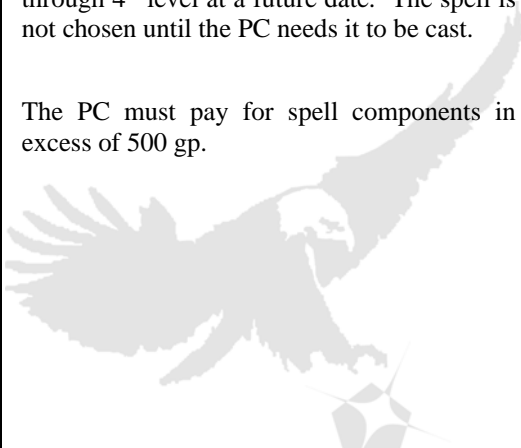 through 4th level at a future date. The spell is
not chosen until the PC needs it to be cast.
The PC must pay for spell components in
excess of 500 gp.